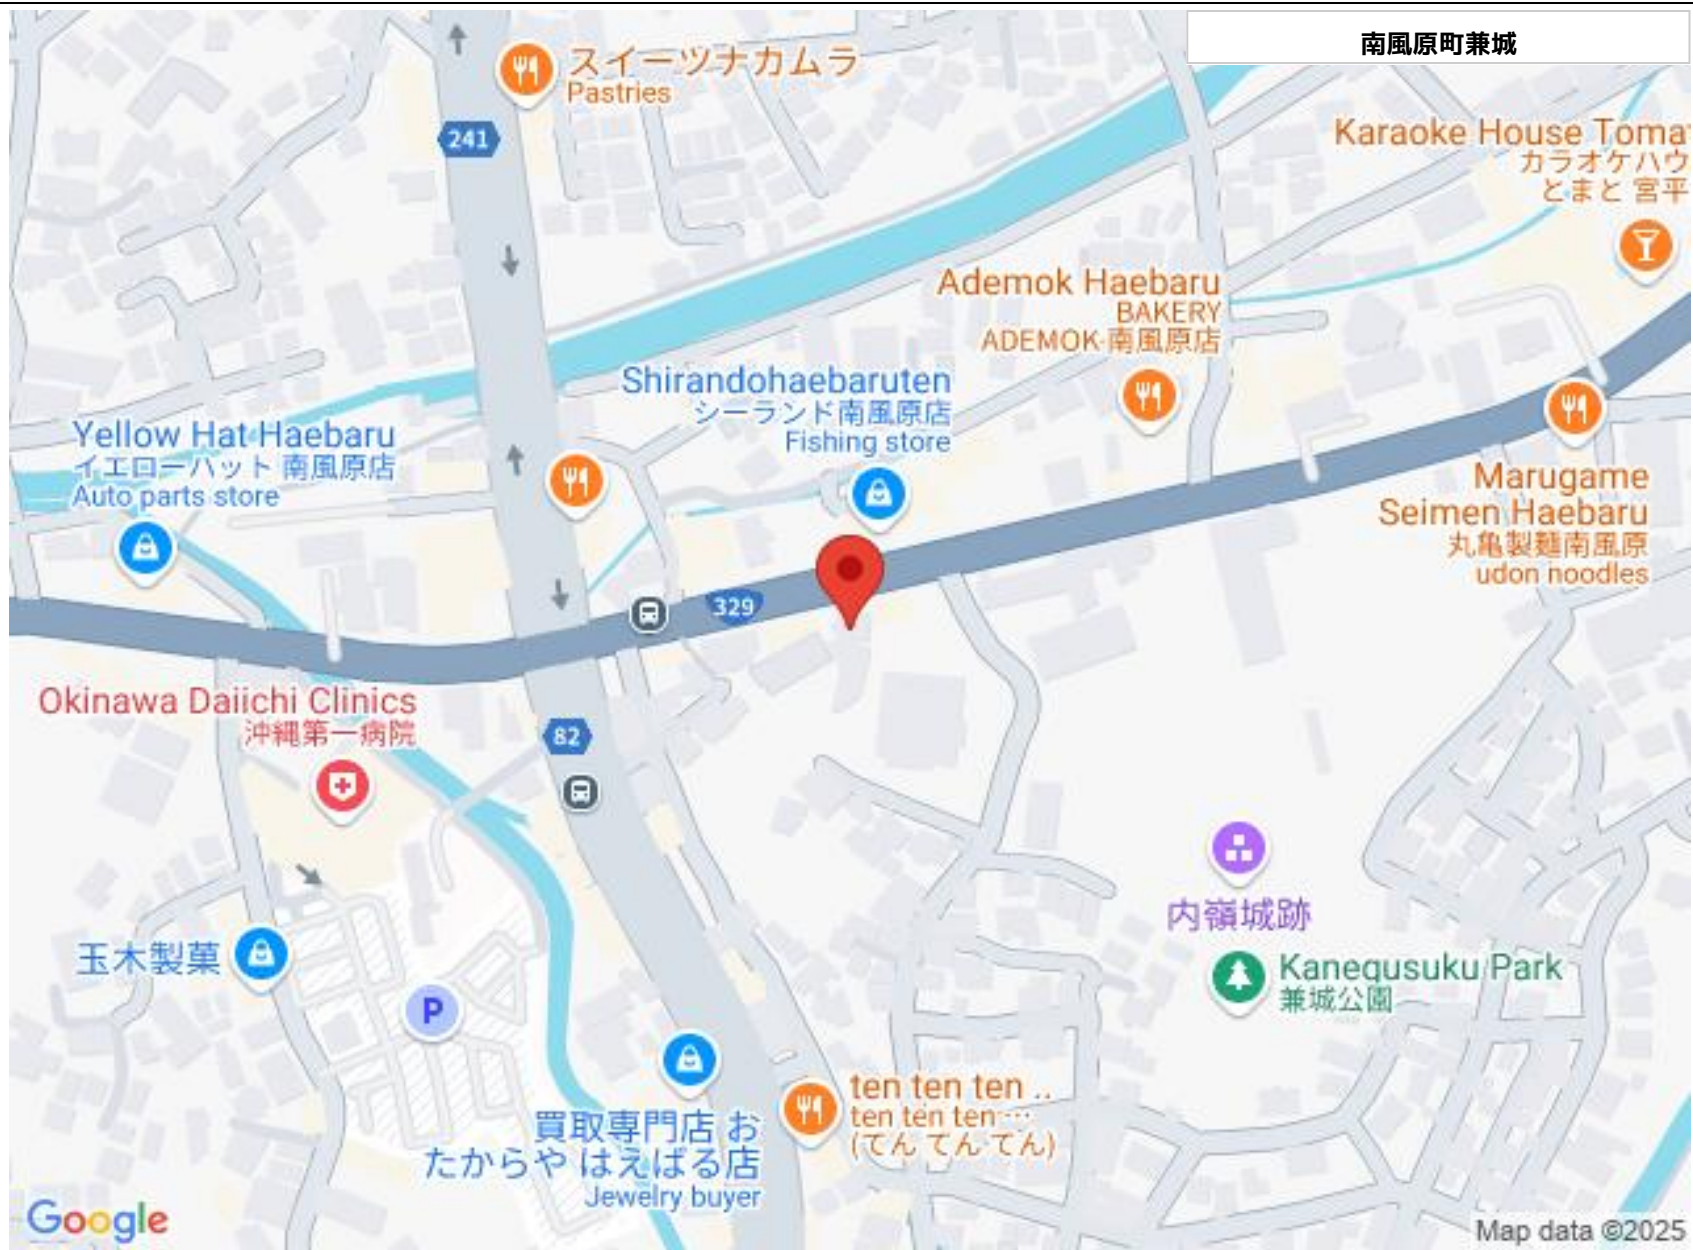 南風原町兼城
スイーツナカムラ
Pastries
241
Karaoke House Toma
カラオケハウ
とまと 宮平
Ademok Haebaru
BAKERY
ADEMOK 南風原店
Shirandohaebaruten
シーランド南風原店
Fishing store
Yellow Hat Haebaru
イエローハット 南風原店
Auto parts store
Marugame
Seimen Haebaru
丸亀製麺南風原
udon noodles
329
Okinawa Daiichi Clinics
沖縄第一病院
82
内嶺城跡
玉木製菓
Kanequsuku Park
兼城公園
P
ten ten ten ..
ten ten ten …
(てん てん てん)
買取専門店 お
たからや はえばる店
Jewelry buyer
Google
Map data ©2025